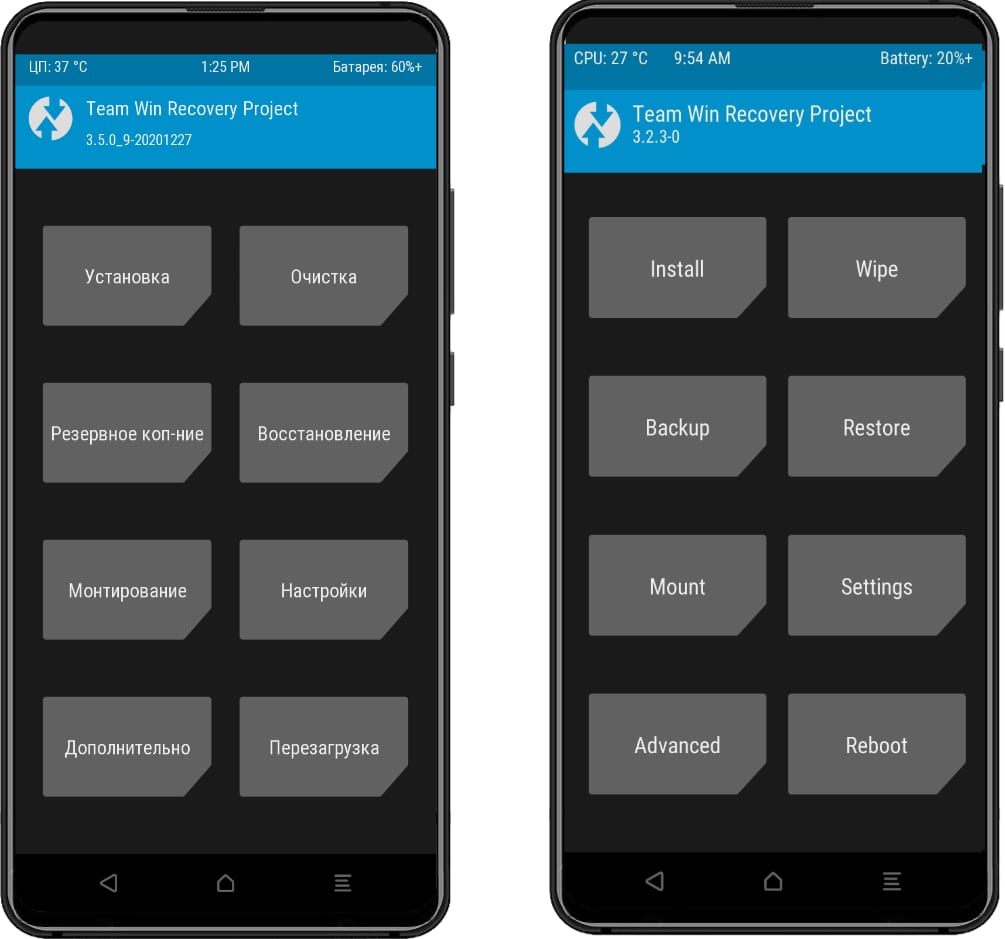 ЦП: 37 °C 1:25 PM Батарея: 60%+
Team Win Recovery Project
3.5.0_9-20201227
Установка Очистка
Резервное коп-ние Восстановление
Монтирование Настройки
Дополнительно Перезагрузка
CPU: 27 °C 9:54 AM Battery: 20%+
Team Win Recovery Project
3.2.3-0
Install Wipe
Backup Restore
Mount Settings
Advanced Reboot